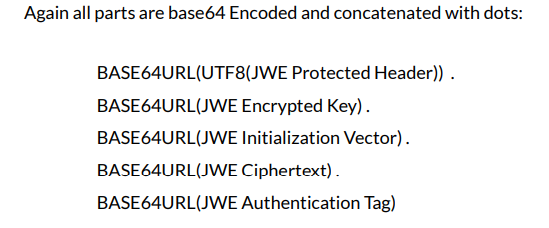 Again all parts are base64 Encoded and concatenated with dots:
BASE64URL(UTF8(JWE Protected Header)) .
BASE64URL(JWE Encrypted Key) .
BASE64URL(JWE Initialization Vector) .
BASE64URL(JWE Ciphertext) .
BASE64URL(JWE Authentication Tag)